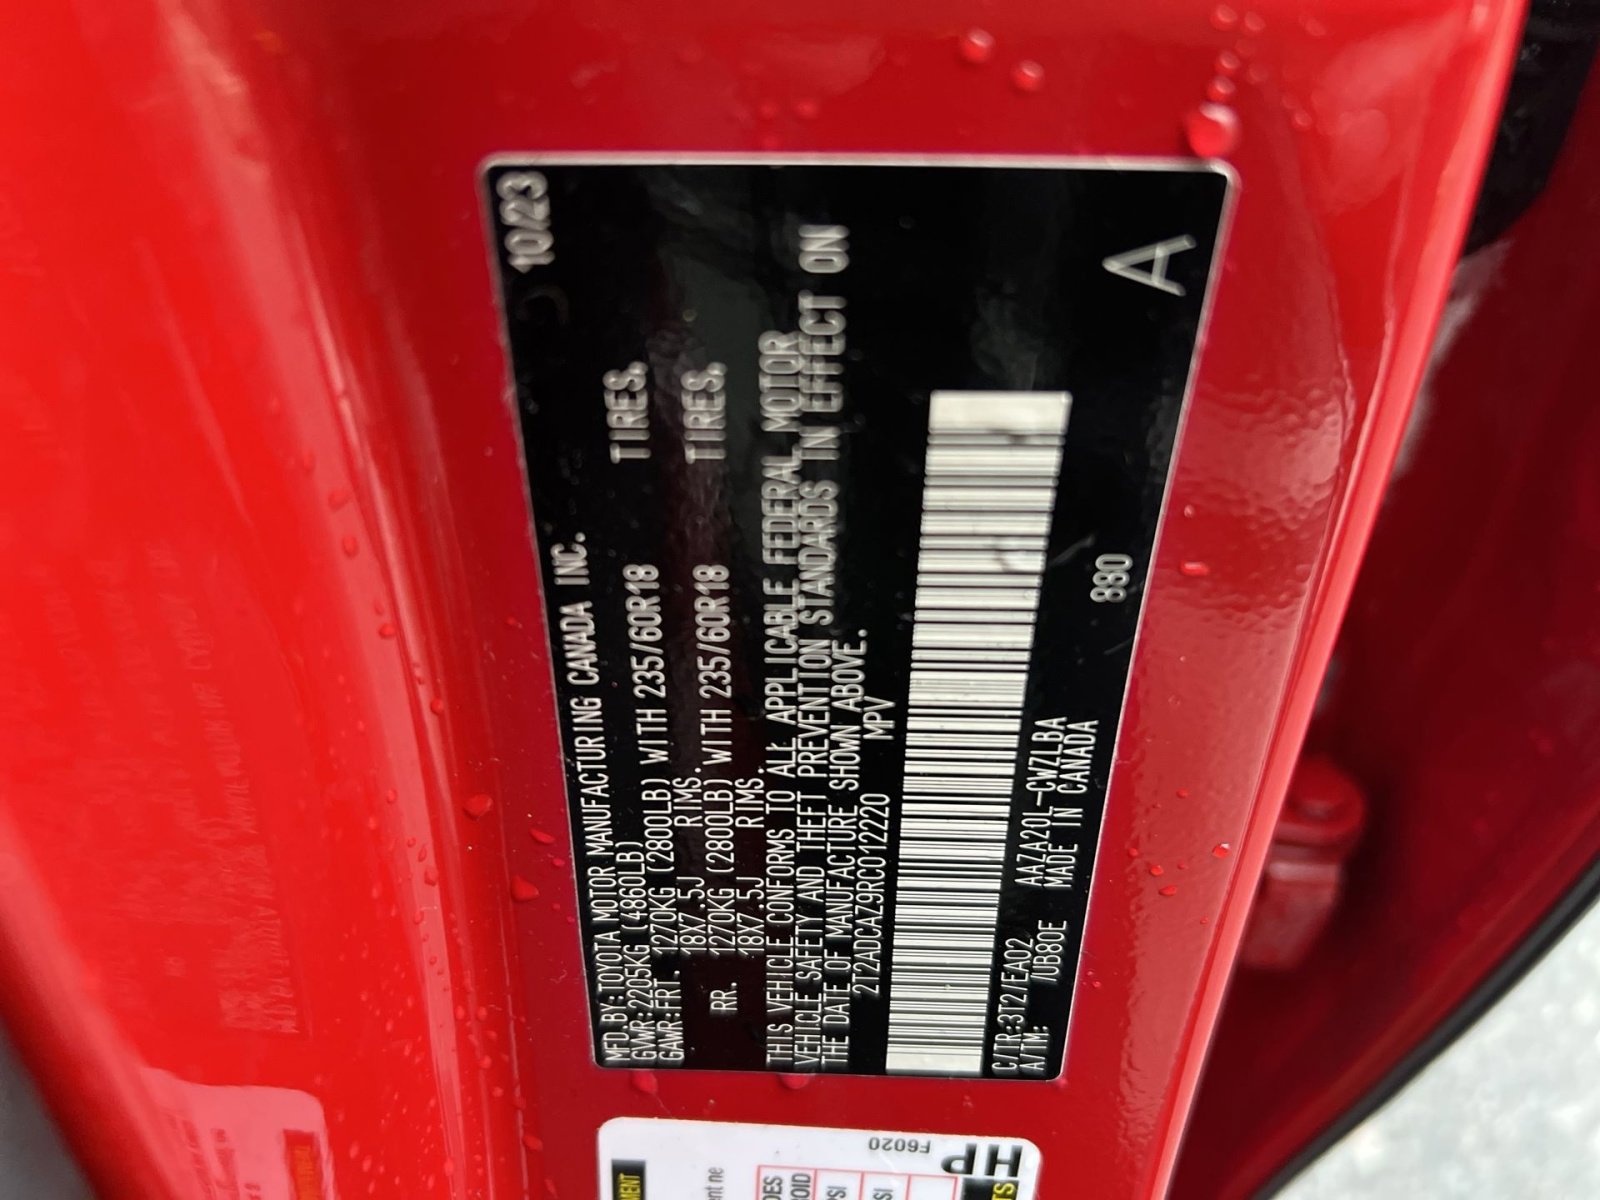 MFD.BY:TOYOTA MOTOR MANUFACTURING CANADA INC. 10/23
GVWR:2205KG (4860LB)
GAWR:FRT. 1270KG (2800LB) WITH 235/60R18 TIRES,
18X7.5J RIMS.
RR. 1270KG (2800LB) WITH 235/60R18 TIRES,
18X7.5J RIMS.
THIS VEHICLE CONFORMS TO ALL APPLICABLE FEDERAL MOTOR
VEHICLE SAFETY AND THEFT PREVENTION STANDARDS IN EFFECT ON
THE DATE OF MANUFACTURE SHOWN ABOVE.
2T2ADCAZ9RC012220 MPV
C/TR:3T2/EA02 AAZA20L-CWZLBA
A/TM: /UB80E MADE IN CANADA 880
A
HP
F6020